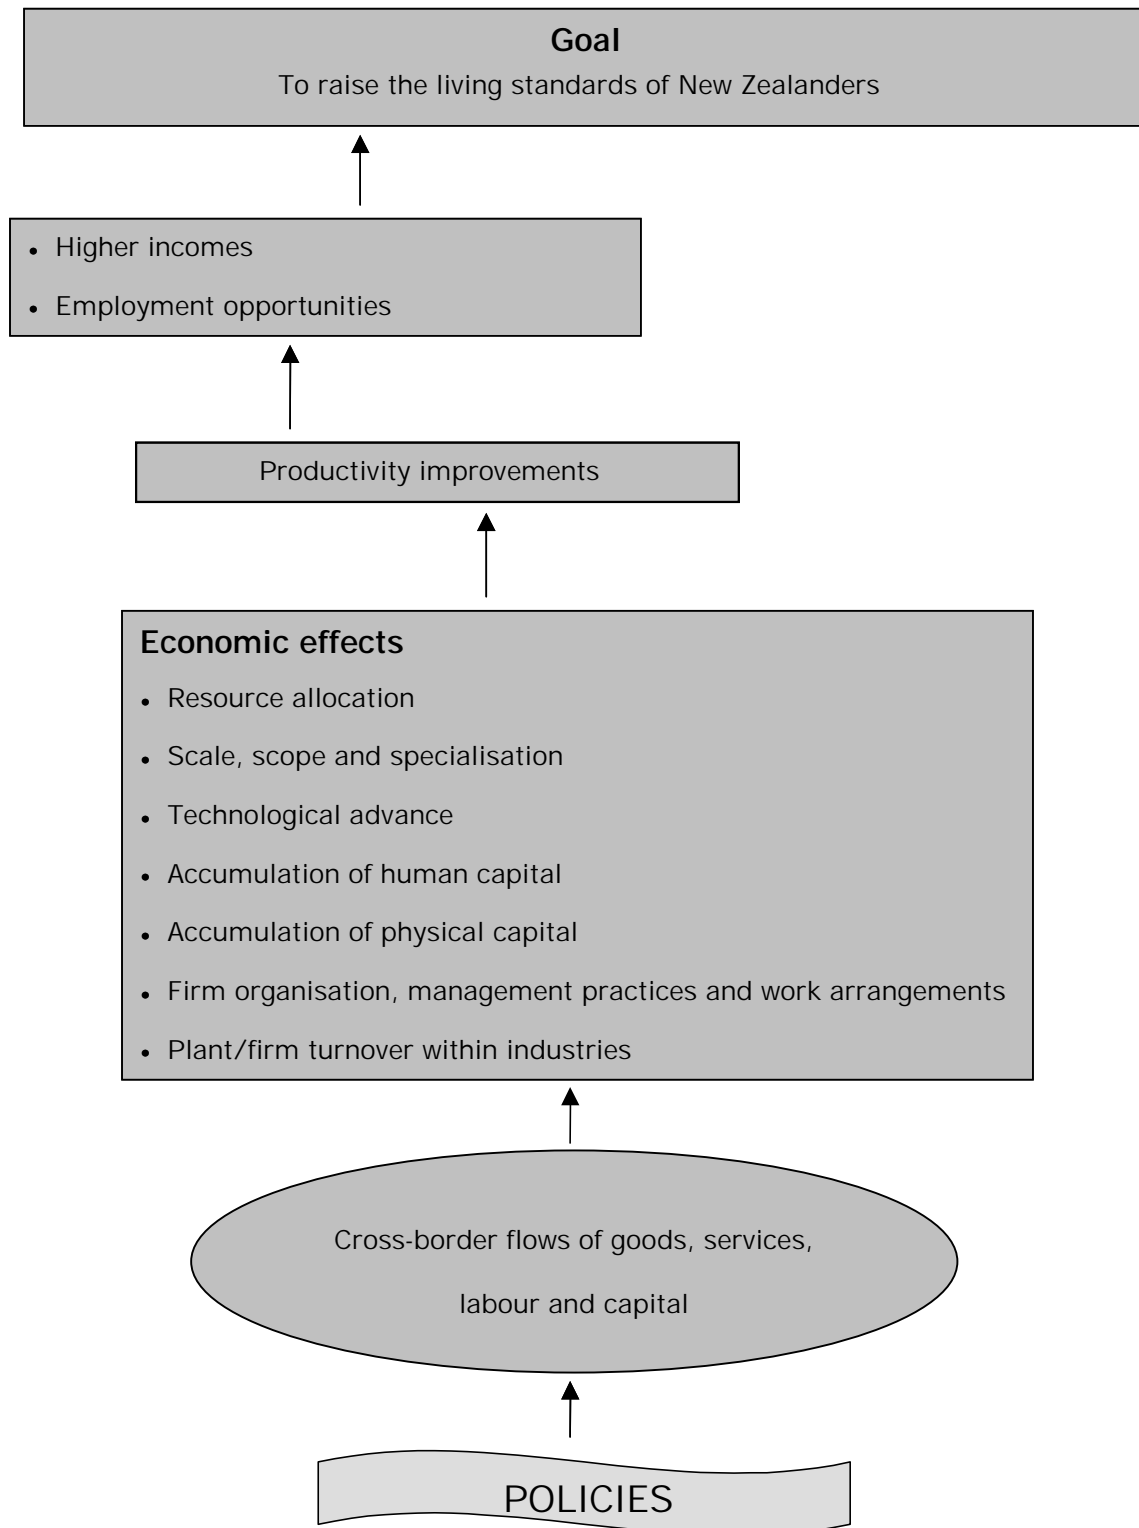 Goal
To raise the living standards of New Zealanders
• Higher incomes
• Employment opportunities
Productivity improvements
Economic effects
• Resource allocation
• Scale, scope and specialisation
• Technological advance
• Accumulation of human capital
• Accumulation of physical capital
• Firm organisation, management practices and work arrangements
• Plant/firm turnover within industries
Cross-border flows of goods, services,
labour and capital
POLICIES